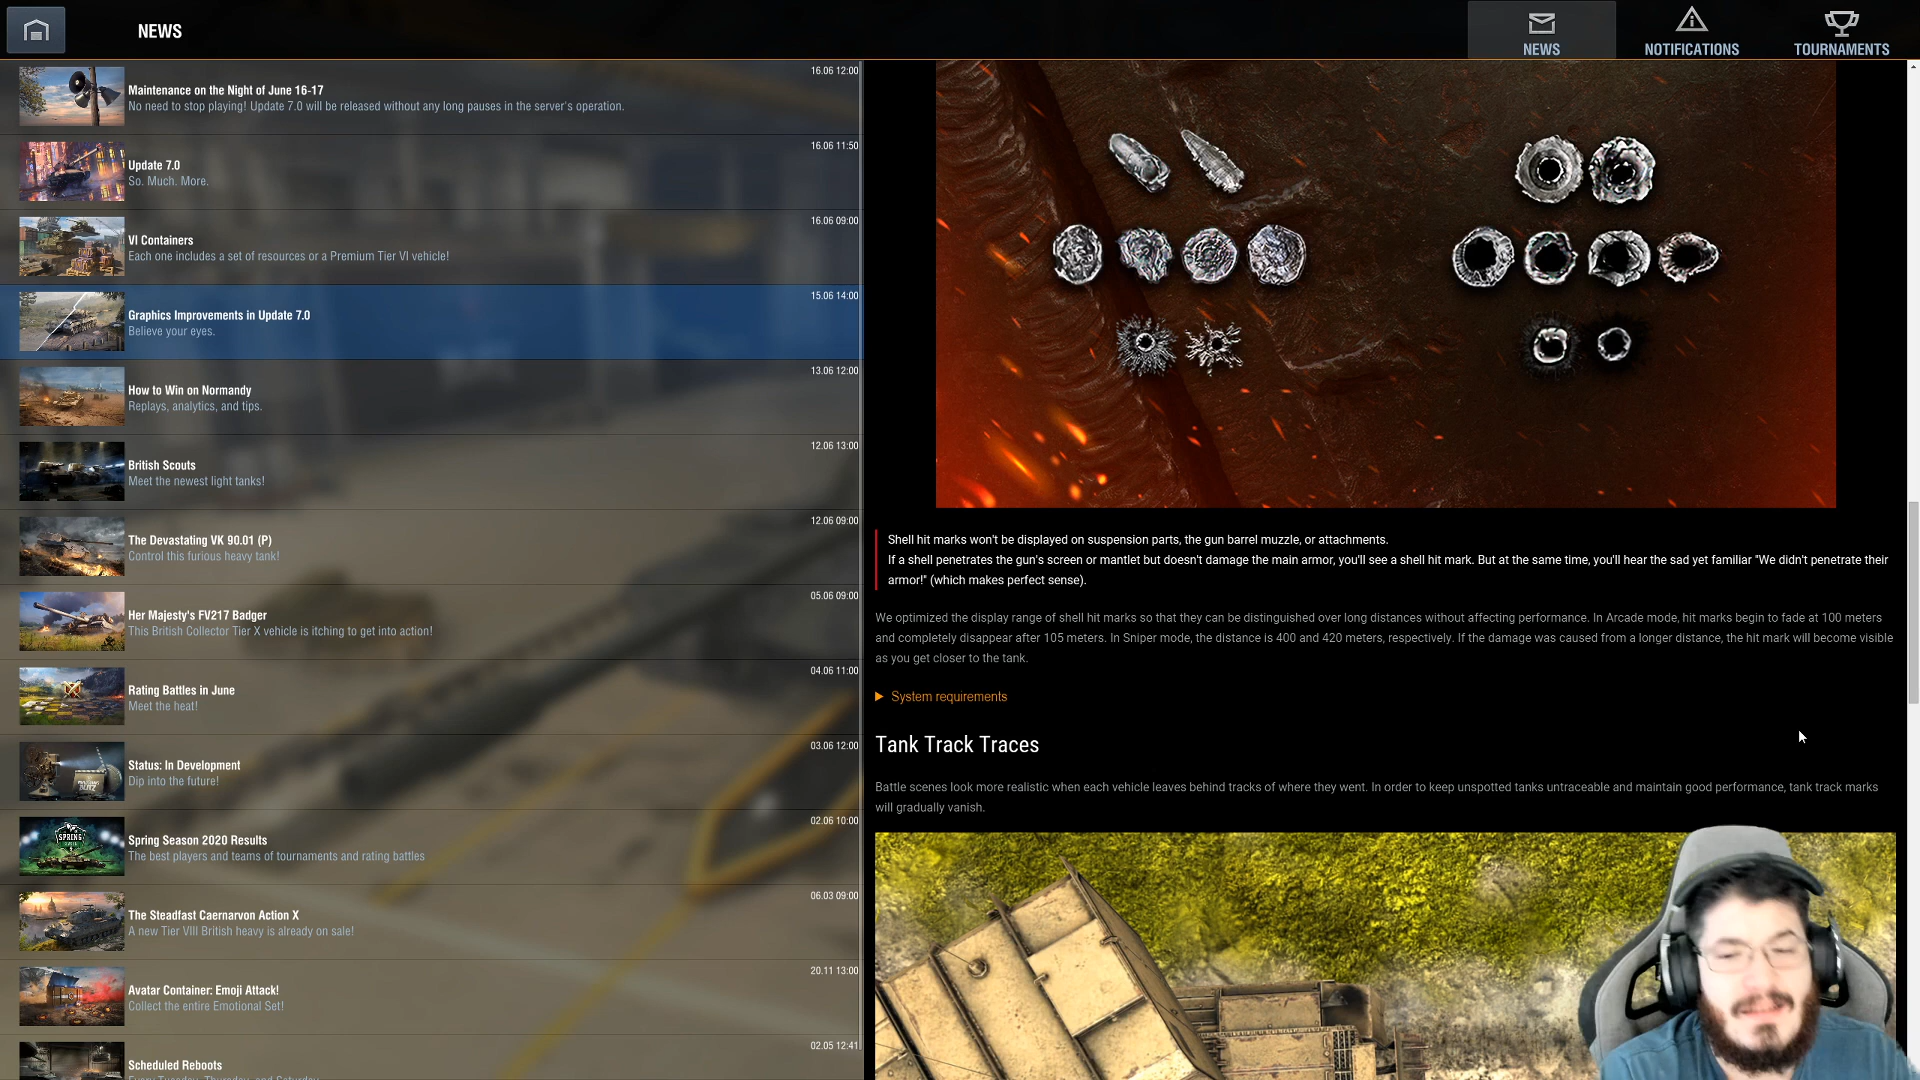 NEWS
NEWS
NOTIFICATIONS
TOURNAMENTS
16.06 12:00
Maintenance on the Night of June 16-17
No need to stop playing! Update 7.0 will be released without any long pauses in the server's operation.
16.06 11:50
Update 7.0
So. Much. More.
16.06 09:00
VI Containers
Each one includes a set of resources or a Premium Tier VI vehicle!
15.06 14:00
Graphics Improvements in Update 7.0
Believe your eyes.
13.06 12:00
How to Win on Normandy
Replays, analytics, and tips.
12.06 13:00
British Scouts
Meet the newest light tanks!
12.06 09:00
The Devastating VK 90.01 (P)
Control this furious heavy tank!
05.06 09:00
Her Majesty's FV217 Badger
This British Collector Tier X vehicle is itching to get into action!
04.06 11:00
Rating Battles in June
Meet the heat!
03.06 12:00
Status: In Development
Dip into the future!
02.06 10:00
Spring Season 2020 Results
The best players and teams of tournaments and rating battles
06.03 09:00
The Steadfast Caernarvon Action X
A new Tier VIII British heavy is already on sale!
20.11 13:00
Avatar Container: Emoji Attack!
Collect the entire Emotional Set!
02.05 12:41
Scheduled Reboots
Every Tuesday, Thursday, and Saturday
Shell hit marks won't be displayed on suspension parts, the gun barrel muzzle, or attachments.
If a shell penetrates the gun's screen or mantlet but doesn't damage the main armor, you'll see a shell hit mark. But at the same time, you'll hear the sad yet familiar "We didn't penetrate their
armor!" (which makes perfect sense).
We optimized the display range of shell hit marks so that they can be distinguished over long distances without affecting performance. In Arcade mode, hit marks begin to fade at 100 meters
and completely disappear after 105 meters. In Sniper mode, the distance is 400 and 420 meters, respectively. If the damage was caused from a longer distance, the hit mark will become visible
as you get closer to the tank.
System requirements
Tank Track Traces
Battle scenes look more realistic when each vehicle leaves behind tracks of where they went. In order to keep unspotted tanks untraceable and maintain good performance, tank track marks
will gradually vanish.